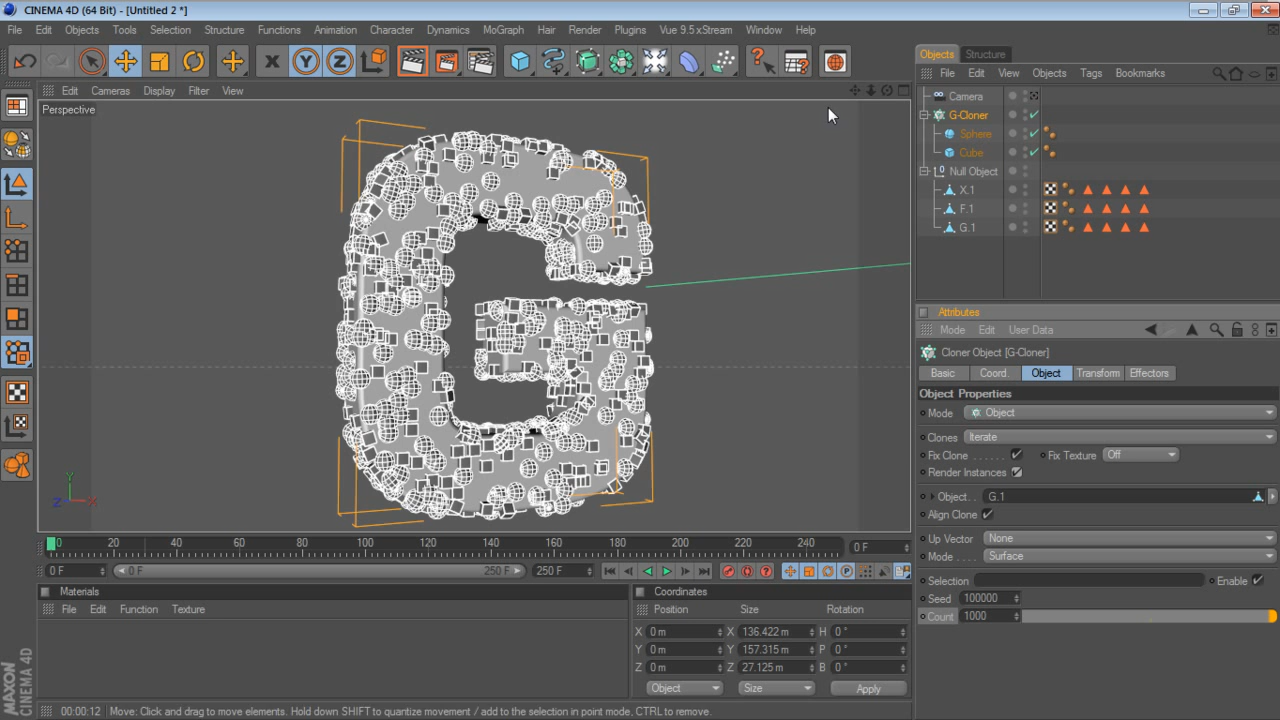 CINEMA 4D (64 Bit) - [Untitled 2 *]
File Edit Objects Tools Selection Structure Functions Animation Character Dynamics MoGraph Hair Render Plugins Vue 9.5 xStream Window Help
Objects Structure
File Edit View Objects Tags Bookmarks
Edit Cameras Display Filter View
Perspective
Camera
G-Cloner
Sphere
Cube
Null Object
X.1
F.1
G.1
Attributes
Mode Edit User Data
Cloner Object [G-Cloner]
Basic Coord. Object Transform Effectors
Object Properties
Mode Object
Clones Iterate
Fix Clone Fix Texture Off
Render Instances
Object G.1
Align Clone
Up Vector None
Mode Surface
Selection Enable
Seed 100000
Count 1000
Y X Z
0 20 40 60 80 100 120 140 160 180 200 220 240 0 F
0 F 0 F 250 F 250 F
Materials
File Edit Function Texture
Coordinates
Position Size Rotation
X 0 m X 136.422 m H 0 °
Y 0 m Y 157.315 m P 0 °
Z 0 m Z 27.125 m B 0 °
Object Size Apply
MAXON
CINEMA 4D
00:00:12 Move: Click and drag to move elements. Hold down SHIFT to quantize movement / add to the selection in point mode, CTRL to remove.